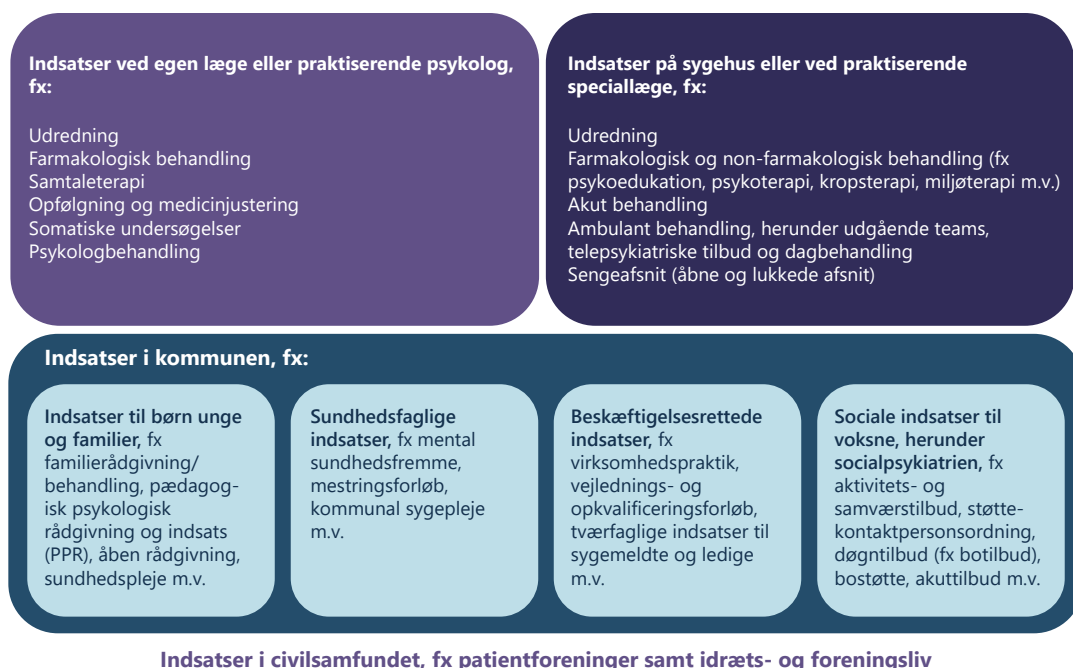 Indsatser ved egen læge eller praktiserende psykolog,
fx:
Udredning
Farmakologisk behandling
Samtaleterapi
Opfølgning og medicinjustering
Somatiske undersøgelser
Psykologbehandling
Indsatser på sygehus eller ved praktiserende
speciallæge, fx:
Udredning
Farmakologisk og non-farmakologisk behandling (fx
psykoedukation, psykoterapi, kropsterapi, miljøterapi m.v.)
Akut behandling
Ambulant behandling, herunder udgående teams,
telepsykiatriske tilbud og dagbehandling
Sengeafsnit (åbne og lukkede afsnit)
Indsatser i kommunen, fx:
Indsatser til børn unge
og familier, fx
familierådgivning/
behandling, pædagog-
isk psykologisk
rådgivning og indsats
(PPR), åben rådgivning,
sundhedspleje m.v.
Sundhedsfaglige
indsatser, fx mental
sundhedsfremme,
mestringsforløb,
kommunal sygepleje
m.v.
Beskæftigelsesrettede
indsatser, fx
virksomhedspraktik,
vejlednings- og
opkvalificeringsforløb,
tværfaglige indsatser til
sygemeldte og ledige
m.v.
Sociale indsatser til
voksne, herunder
socialpsykiatrien, fx
aktivitets- og
samværstilbud, støtte-
kontaktpersonsordning,
døgntilbud (fx botilbud),
bostøtte, akuttilbud m.v.
Indsatser i civilsamfundet, fx patientforeninger samt idræts- og foreningsliv